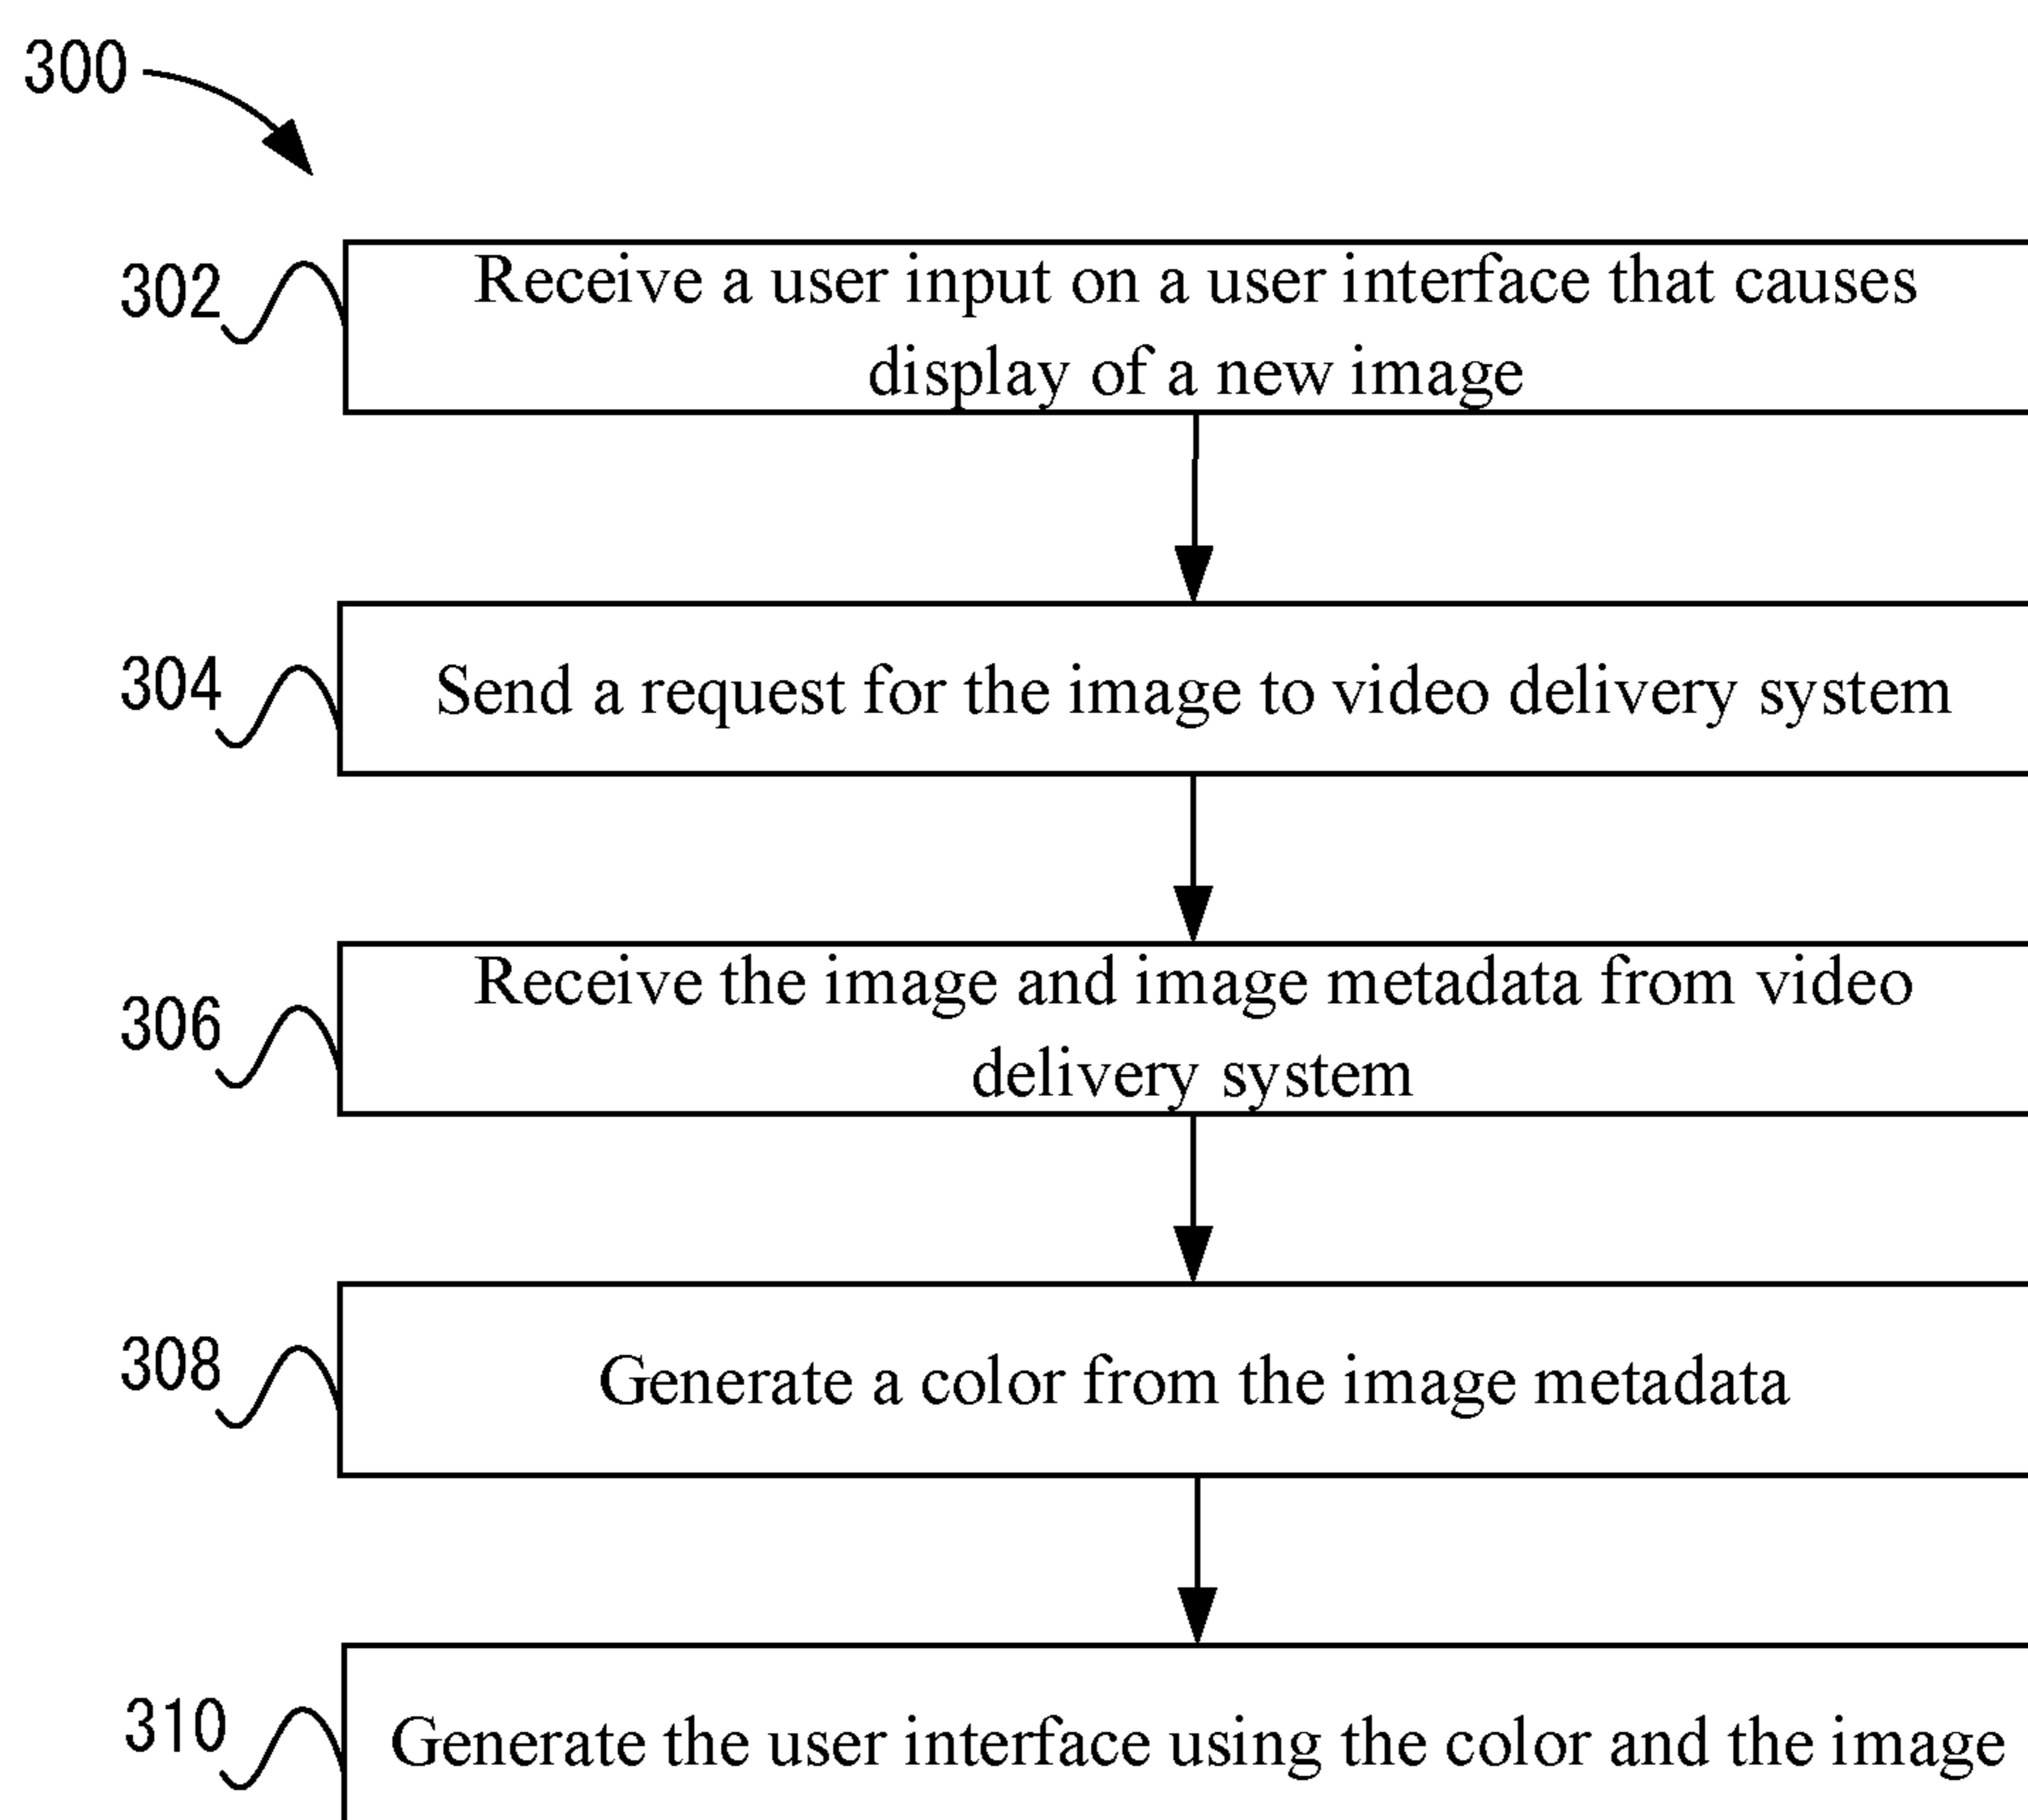 300
302
Receive a user input on a user interface that causes
display of a new image
304
Send a request for the image to video delivery system
306
Receive the image and image metadata from video
delivery system
308
Generate a color from the image metadata
310
Generate the user interface using the color and the image